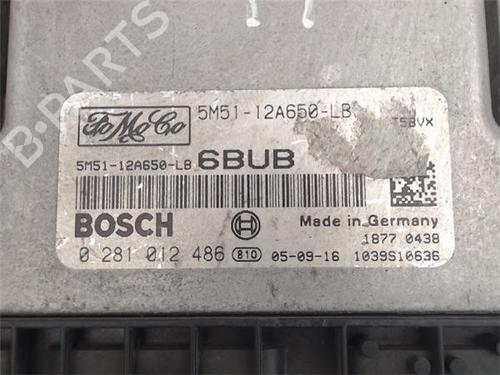 B-PARTS
FoMoCo
5M51-12A650-LB
T5BVX
5M51-12A650-LB 6BUB
BOSCH
Made in Germany
1877 0438
0 281 012 486 810 05-09-16 1039S10636